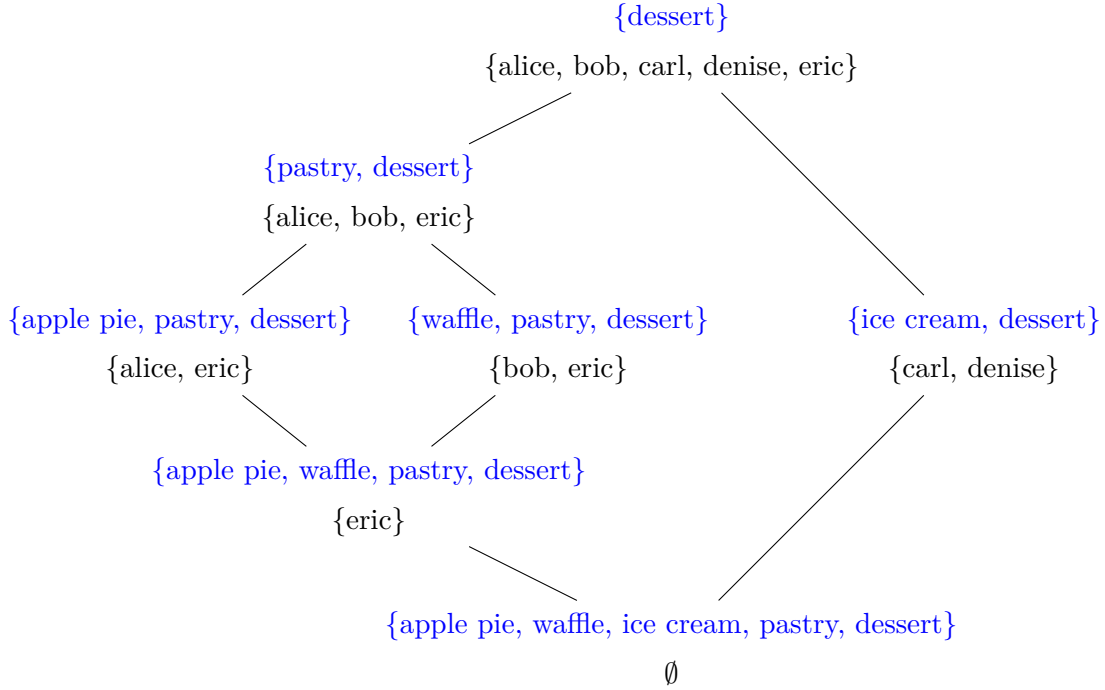 {dessert}
{alice, bob, carl, denise, eric}
{pastry, dessert}
{alice, bob, eric}
{apple pie, pastry, dessert}
{alice, eric}
{waffle, pastry, dessert}
{bob, eric}
{ice cream, dessert}
{carl, denise}
{apple pie, waffle, pastry, dessert}
{eric}
{apple pie, waffle, ice cream, pastry, dessert}
∅